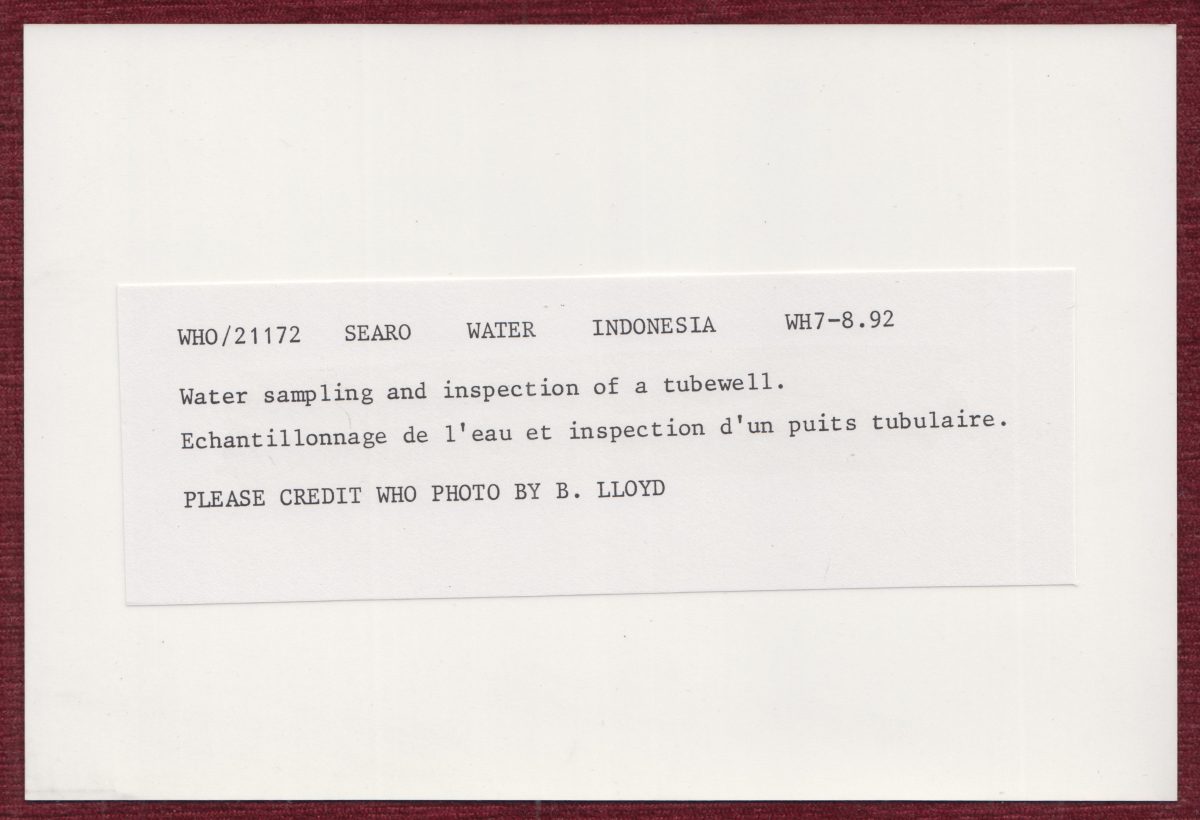 WHO/21172 SEARO WATER INDONESIA WH7-8.92
Water sampling and inspection of a tubewell.
Echantillonnage de l'eau et inspection d'un puits tubulaire.
PLEASE CREDIT WHO PHOTO BY B. LLOYD